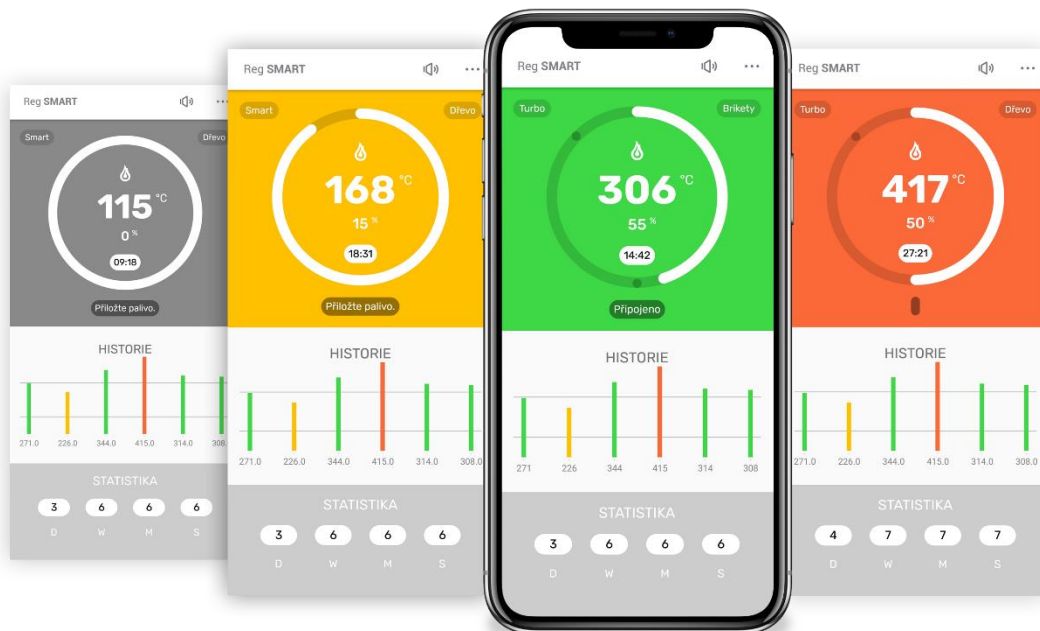 Reg SMART
Smart
Dřevo
115 °C
0 %
09:18
Přiložte palivo.
HISTORIE
271.0 226.0 344.0 415.0 314.0 308.
STATISTIKA
3 6 6 6
D W M S
Reg SMART
Smart
Dřevo
168 °C
15 %
18:31
Přiložte palivo.
HISTORIE
271.0 226.0 344.0 415.0 314.0 308.0
STATISTIKA
3 6 6 6
D W M S
Reg SMART
Turbo
Brikety
306 °C
55 %
14:42
Připojeno
HISTORIE
271 226 344 415 314 308
STATISTIKA
3 6 6 6
D W M S
Reg SMART
Turbo
Dřevo
417 °C
50 %
27:21
HISTORIE
271.0 226.0 344.0 415.0 314.0 308.0
STATISTIKA
4 7 7 7
D W M S